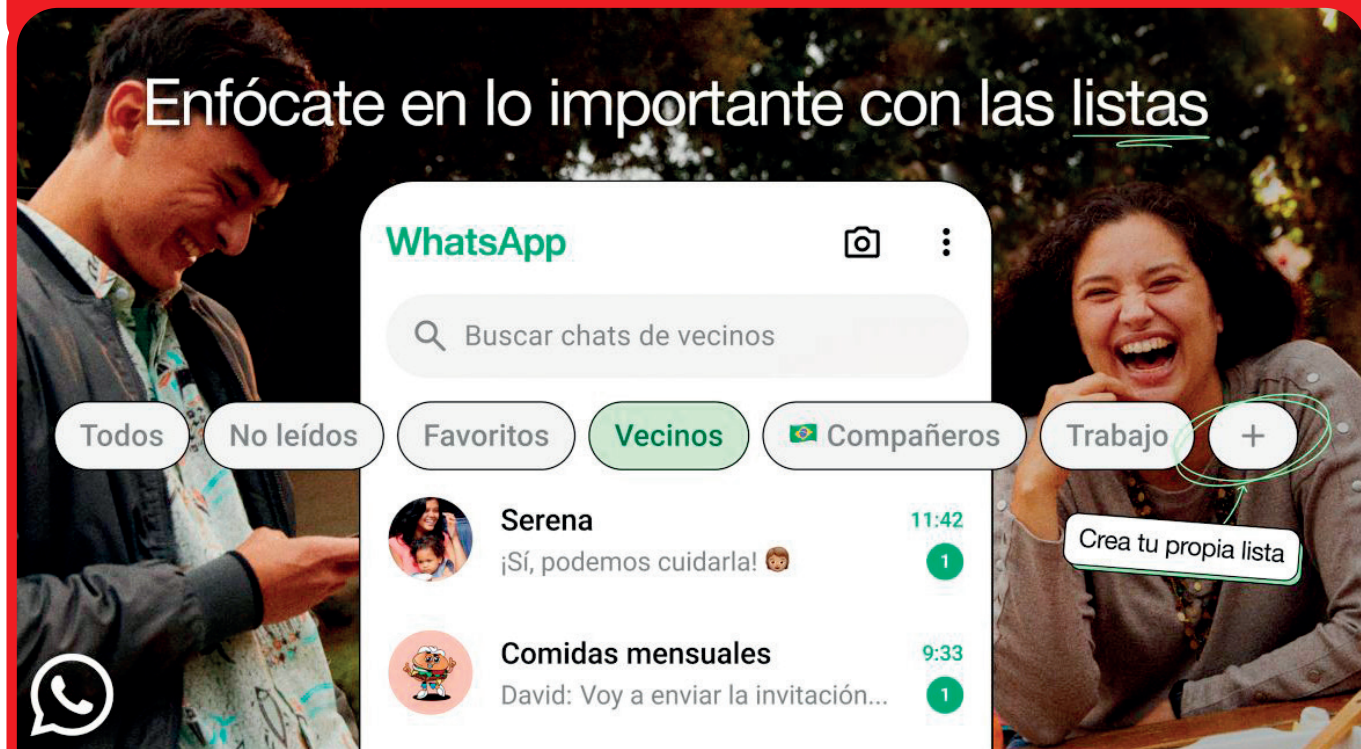 Enfócate en lo importante con las listas
WhatsApp
Buscar chats de vecinos
Todos
No leídos
Favoritos
Vecinos
🇧🇷 Compañeros
Trabajo
+
Crea tu propia lista
Serena
11:42
¡Sí, podemos cuidarla! 👩🏽
1
Comidas mensuales
9:33
David: Voy a enviar la invitación...
1